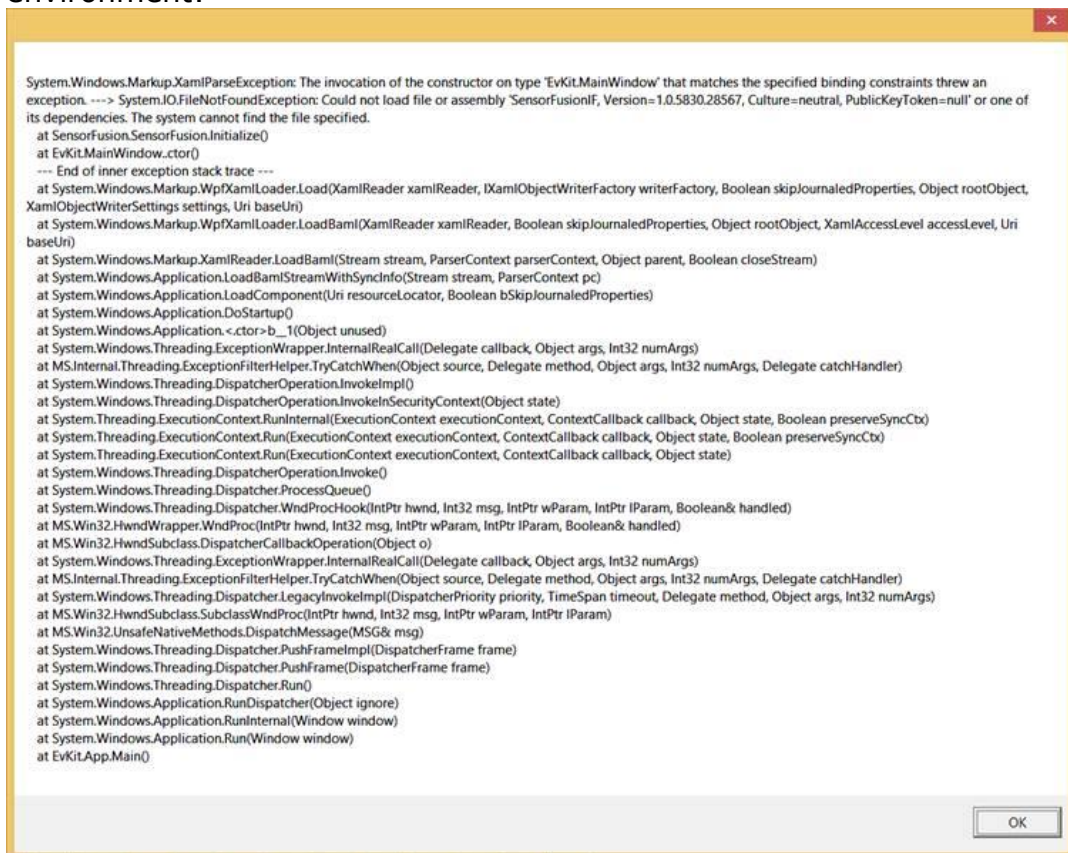 environment.
System.Windows.Markup.XamlParseException: The invocation of the constructor on type 'EvKit.MainWindow' that matches the specified binding constraints threw an
exception. ---> System.IO.FileNotFoundException: Could not load file or assembly 'SensorFusionIF, Version=1.0.5830.28567, Culture=neutral, PublicKeyToken=null' or one of
its dependencies. The system cannot find the file specified.
at SensorFusion.SensorFusion.Initialize()
at EvKit.MainWindow..ctor()
--- End of inner exception stack trace ---
at System.Windows.Markup.WpfXamlLoader.Load(XamlReader xamlReader, IXamlObjectWriterFactory writerFactory, Boolean skipJournaledProperties, Object rootObject,
XamlObjectWriterSettings settings, Uri baseUri)
at System.Windows.Markup.WpfXamlLoader.LoadBaml(XamlReader xamlReader, Boolean skipJournaledProperties, Object rootObject, XamlAccessLevel accessLevel, Uri
baseUri)
at System.Windows.Markup.XamlReader.LoadBaml(Stream stream, ParserContext parserContext, Object parent, Boolean closeStream)
at System.Windows.Application.LoadBamlStreamWithSyncInfo(Stream stream, ParserContext pc)
at System.Windows.Application.LoadComponent(Uri resourceLocator, Boolean bSkipJournaledProperties)
at System.Windows.Application.DoStartup()
at System.Windows.Application.<.ctor>b__1(Object unused)
at System.Windows.Threading.ExceptionWrapper.InternalRealCall(Delegate callback, Object args, Int32 numArgs)
at MS.Internal.Threading.ExceptionFilterHelper.TryCatchWhen(Object source, Delegate method, Object args, Int32 numArgs, Delegate catchHandler)
at System.Windows.Threading.DispatcherOperation.InvokeImpl()
at System.Windows.Threading.DispatcherOperation.InvokeInSecurityContext(Object state)
at System.Threading.ExecutionContext.RunInternal(ExecutionContext executionContext, ContextCallback callback, Object state, Boolean preserveSyncCtx)
at System.Threading.ExecutionContext.Run(ExecutionContext executionContext, ContextCallback callback, Object state, Boolean preserveSyncCtx)
at System.Threading.ExecutionContext.Run(ExecutionContext executionContext, ContextCallback callback, Object state)
at System.Windows.Threading.DispatcherOperation.Invoke()
at System.Windows.Threading.Dispatcher.ProcessQueue()
at System.Windows.Threading.Dispatcher.WndProcHook(IntPtr hwnd, Int32 msg, IntPtr wParam, IntPtr lParam, Boolean& handled)
at MS.Win32.HwndWrapper.WndProc(IntPtr hwnd, Int32 msg, IntPtr wParam, IntPtr lParam, Boolean& handled)
at MS.Win32.HwndSubclass.DispatcherCallbackOperation(Object o)
at System.Windows.Threading.ExceptionWrapper.InternalRealCall(Delegate callback, Object args, Int32 numArgs)
at MS.Internal.Threading.ExceptionFilterHelper.TryCatchWhen(Object source, Delegate method, Object args, Int32 numArgs, Delegate catchHandler)
at System.Windows.Threading.Dispatcher.LegacyInvokeImpl(DispatcherPriority priority, TimeSpan timeout, Delegate method, Object args, Int32 numArgs)
at MS.Win32.HwndSubclass.SubclassWndProc(IntPtr hwnd, Int32 msg, IntPtr wParam, IntPtr lParam)
at MS.Win32.UnsafeNativeMethods.DispatchMessage(MSG& msg)
at System.Windows.Threading.Dispatcher.PushFrameImpl(DispatcherFrame frame)
at System.Windows.Threading.Dispatcher.PushFrame(DispatcherFrame frame)
at System.Windows.Threading.Dispatcher.Run()
at System.Windows.Application.RunDispatcher(Object ignore)
at System.Windows.Application.RunInternal(Window window)
at System.Windows.Application.Run(Window window)
at EvKit.App.Main()
OK